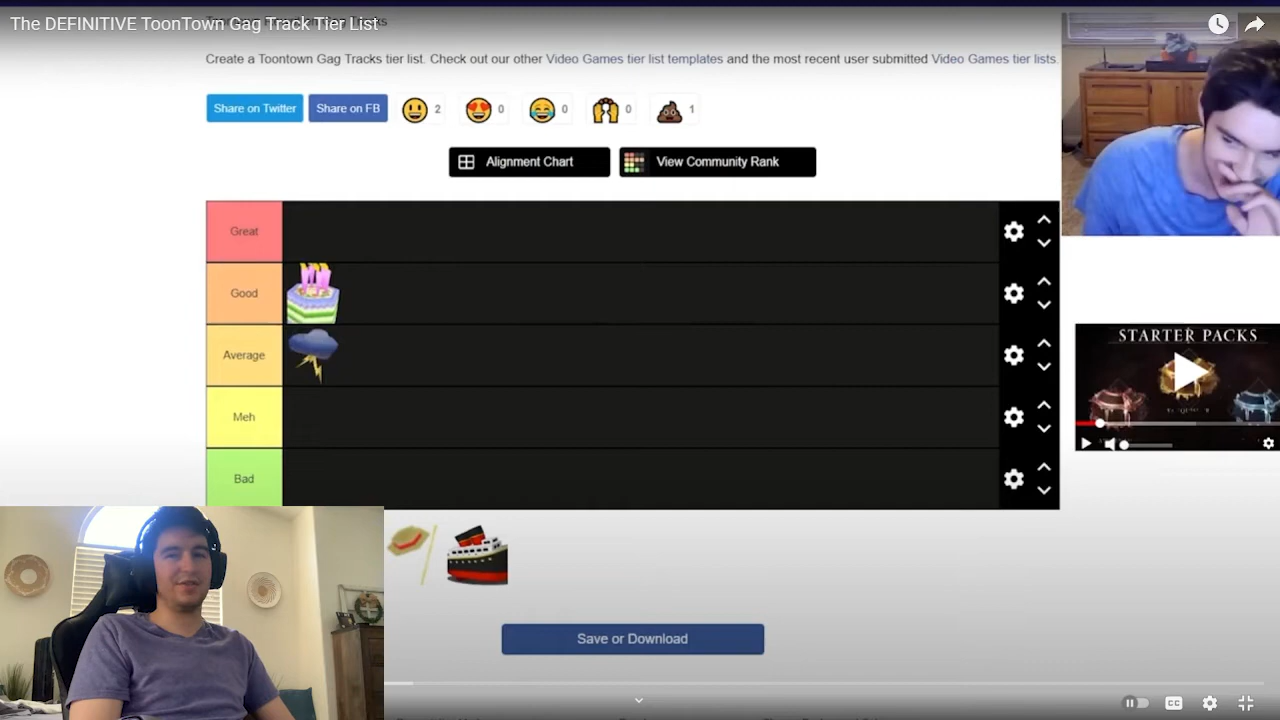 The DEFINITIVE ToonTown Gag Track Tier List
Create a Toontown Gag Tracks tier list. Check out our other Video Games tier list templates and the most recent user submitted Video Games tier lists.
Share on Twitter
Share on FB
2
0
0
0
1
Alignment Chart
View Community Rank
Great
Good
Average
Meh
Bad
STARTER PACKS
Save or Download
CC